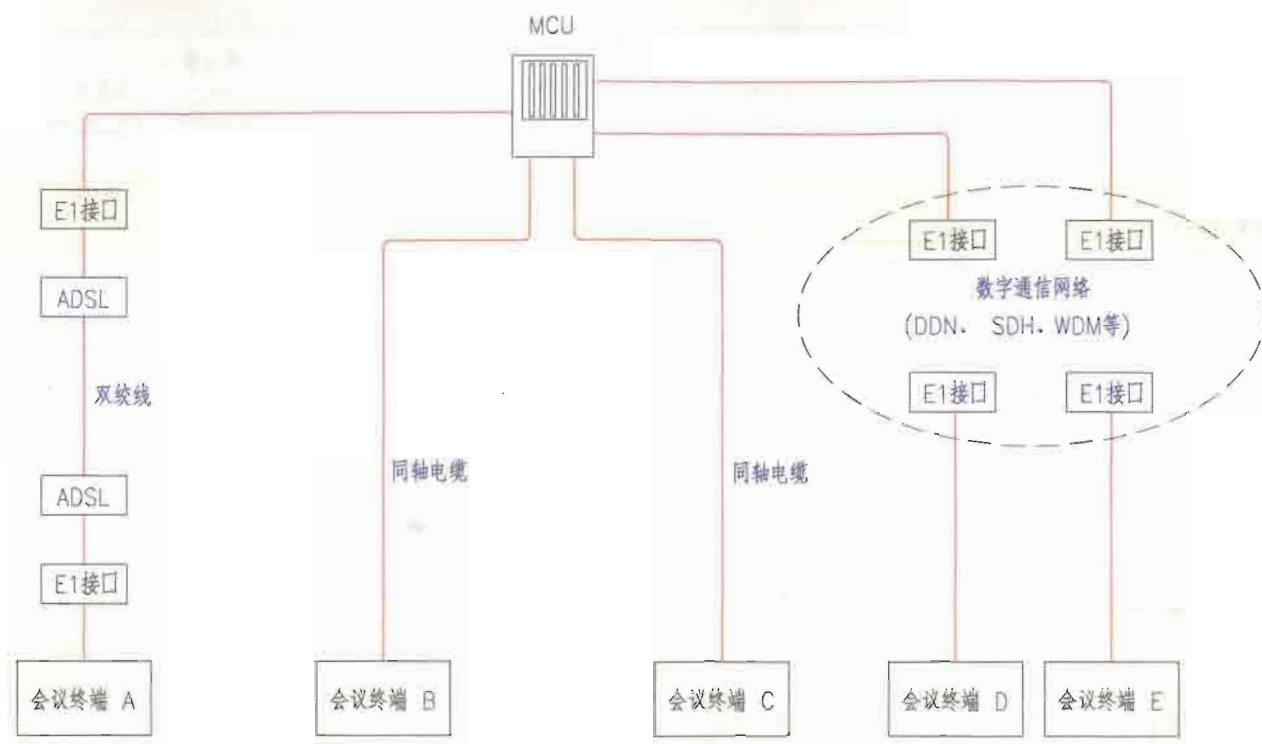 MCU
E1接口
E1接口
E1接口
ADSL
数字通信网络
(DDN、 SDH、WDM等)
双绞线
E1接口
E1接口
同轴电缆
同轴电缆
ADSL
E1接口
会议终端 A
会议终端 B
会议终端 C
会议终端 D
会议终端 E